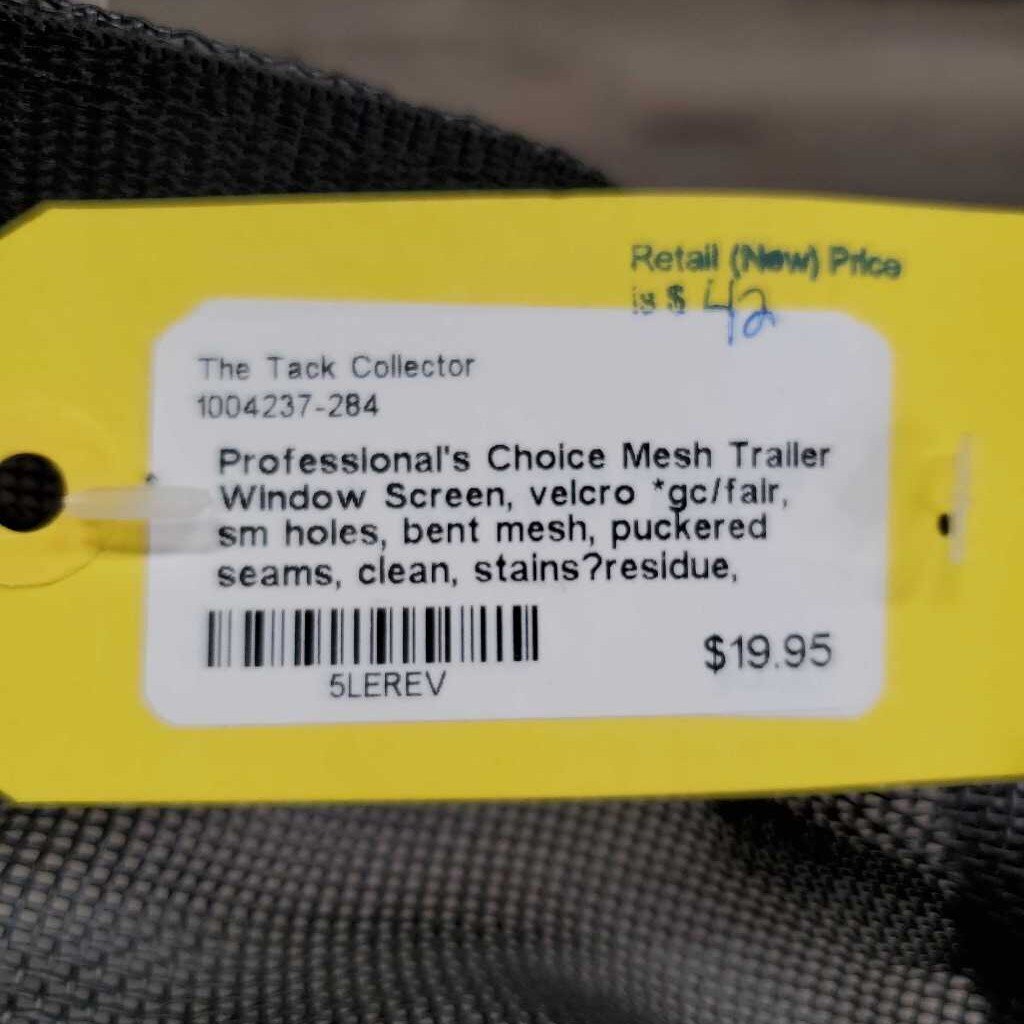 Retail (New) Price
is $ 42
The Tack Collector
1004237-284
Professional's Choice Mesh Trailer
Window Screen, velcro *gc/fair,
sm holes, bent mesh, puckered
seams, clean, stains?residue,
$19.95
5LEREV